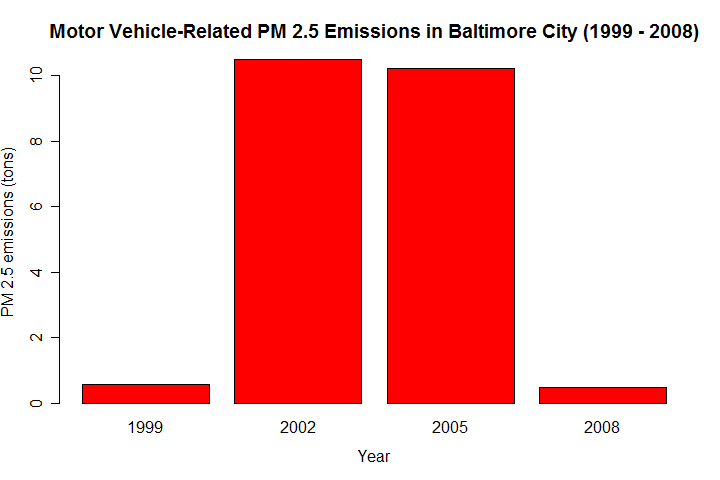 Motor Vehicle-Related PM 2.5 Emissions in Baltimore City (1999 - 2008)
PM 2.5 emissions (tons)
10
8
6
4
2
0
1999 2002 2005 2008
Year